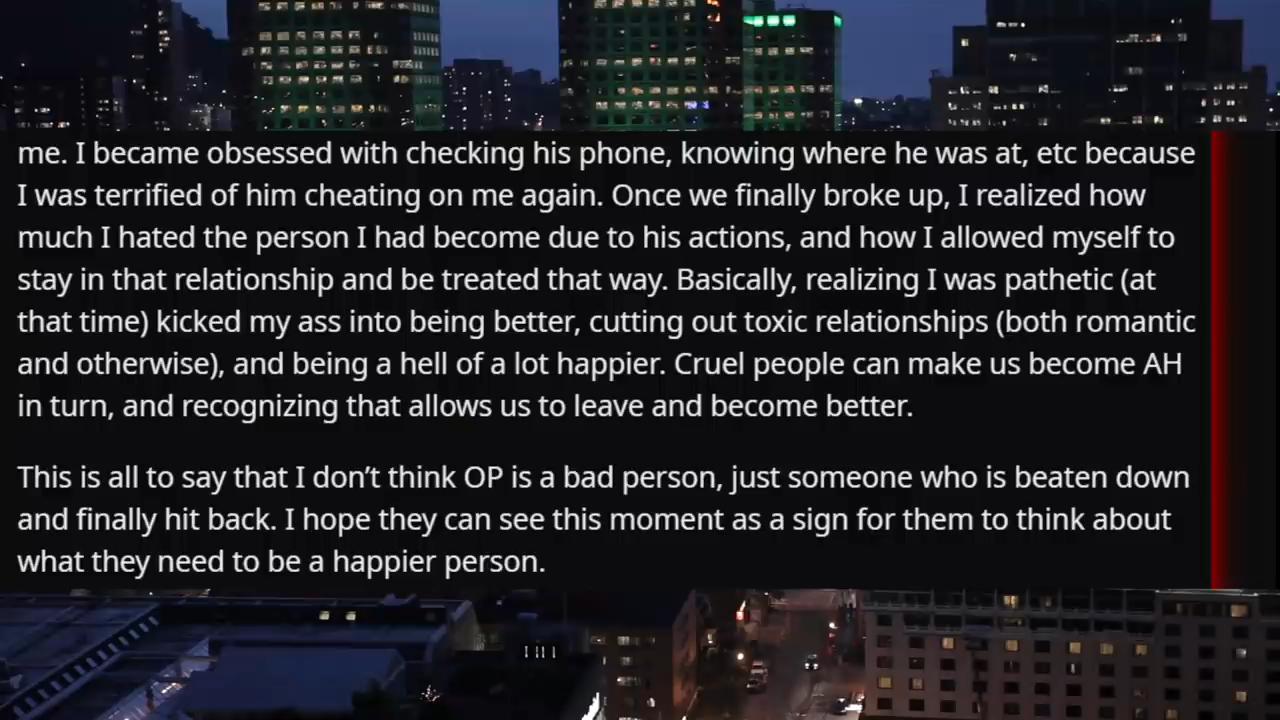 me. I became obsessed with checking his phone, knowing where he was at, etc because
I was terrified of him cheating on me again. Once we finally broke up, I realized how
much I hated the person I had become due to his actions, and how I allowed myself to
stay in that relationship and be treated that way. Basically, realizing I was pathetic (at
that time) kicked my ass into being better, cutting out toxic relationships (both romantic
and otherwise), and being a hell of a lot happier. Cruel people can make us become AH
in turn, and recognizing that allows us to leave and become better.
This is all to say that I don’t think OP is a bad person, just someone who is beaten down
and finally hit back. I hope they can see this moment as a sign for them to think about
what they need to be a happier person.